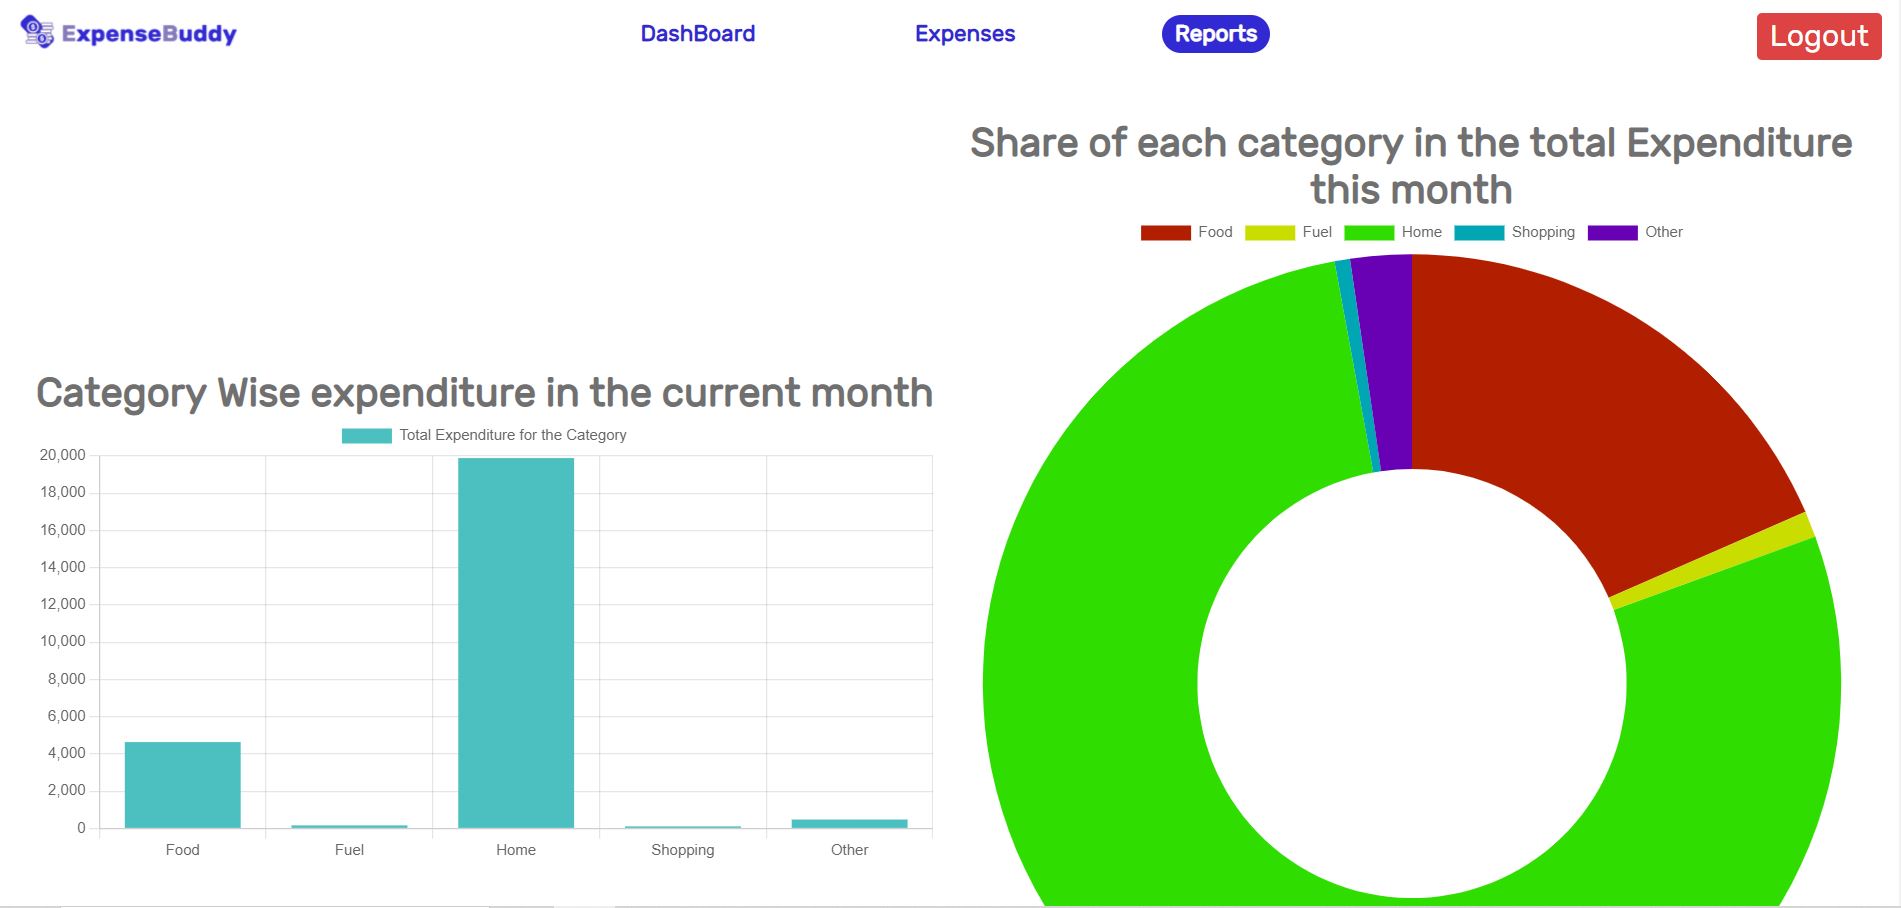 ExpenseBuddy
DashBoard
Expenses
Reports
Logout
Category Wise expenditure in the current month
Total Expenditure for the Category
20,000
18,000
16,000
14,000
12,000
10,000
8,000
6,000
4,000
2,000
0
Food Fuel Home Shopping Other
Share of each category in the total Expenditure
this month
Food Fuel Home Shopping Other